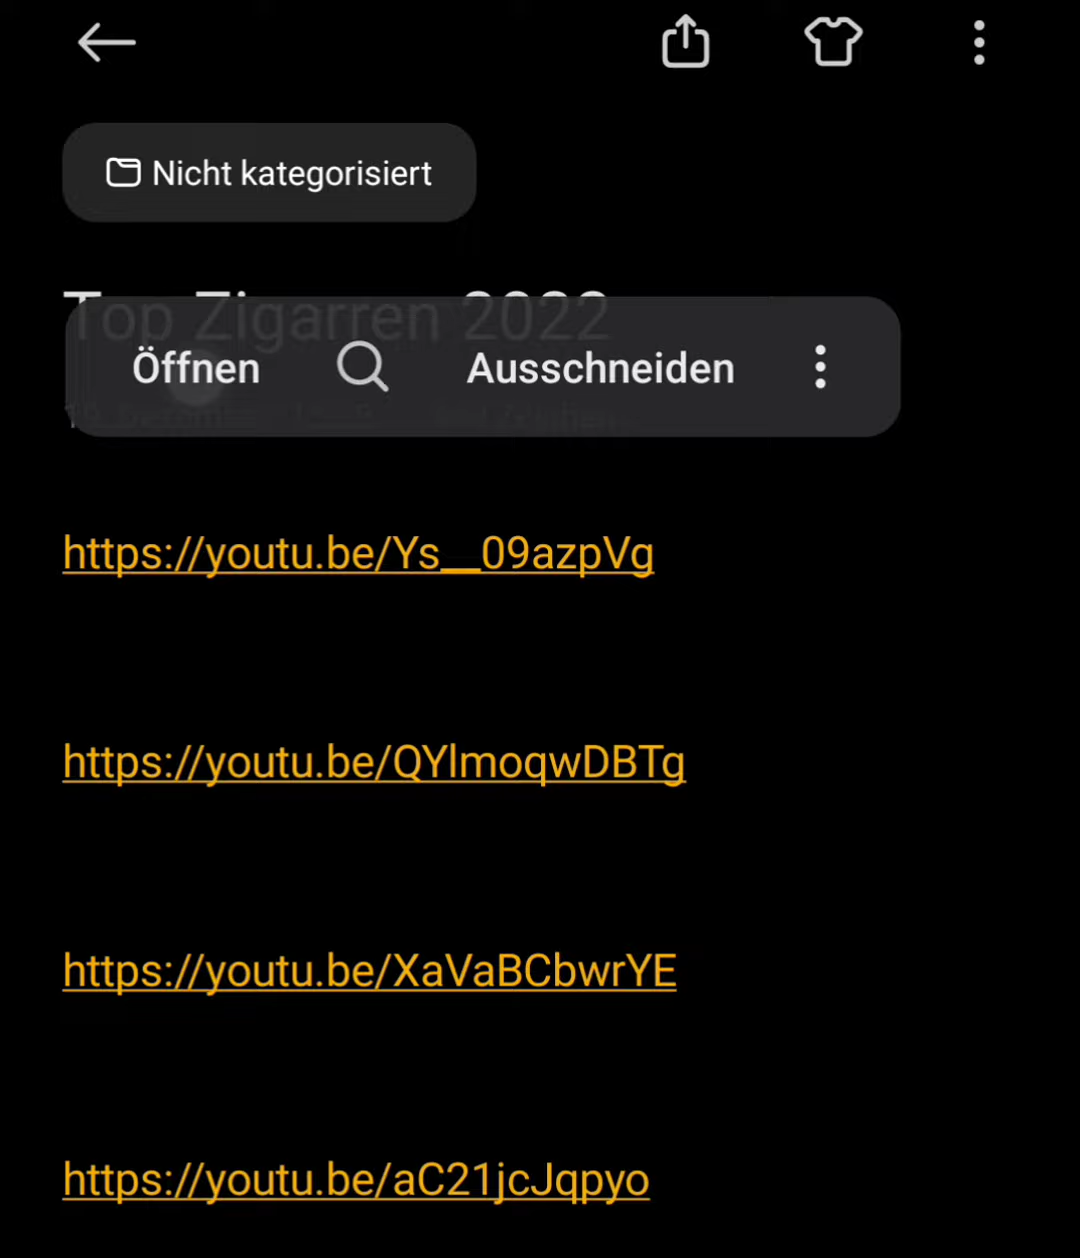 Nicht kategorisiert
Top Zigarren 2022
Öffnen Ausschneiden
https://youtu.be/Ys__09azpVg
https://youtu.be/QYlmoqwDBTg
https://youtu.be/XaVaBCbwrYE
https://youtu.be/aC21jcJqpyo